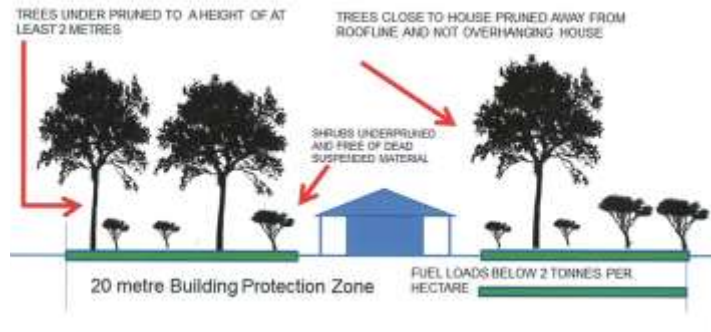 TREES UNDER PRUNED TO A HEIGHT OF AT
LEAST 2 METRES
TREES CLOSE TO HOUSE PRUNED AWAY FROM
ROOFLINE AND NOT OVERHANGING HOUSE
SHRUBS UNDERPRUNED
AND FREE OF DEAD
SUSPENDED MATERIAL
20 metre Building Protection Zone
FUEL LOADS BELOW 2 TONNES PER
HECTARE